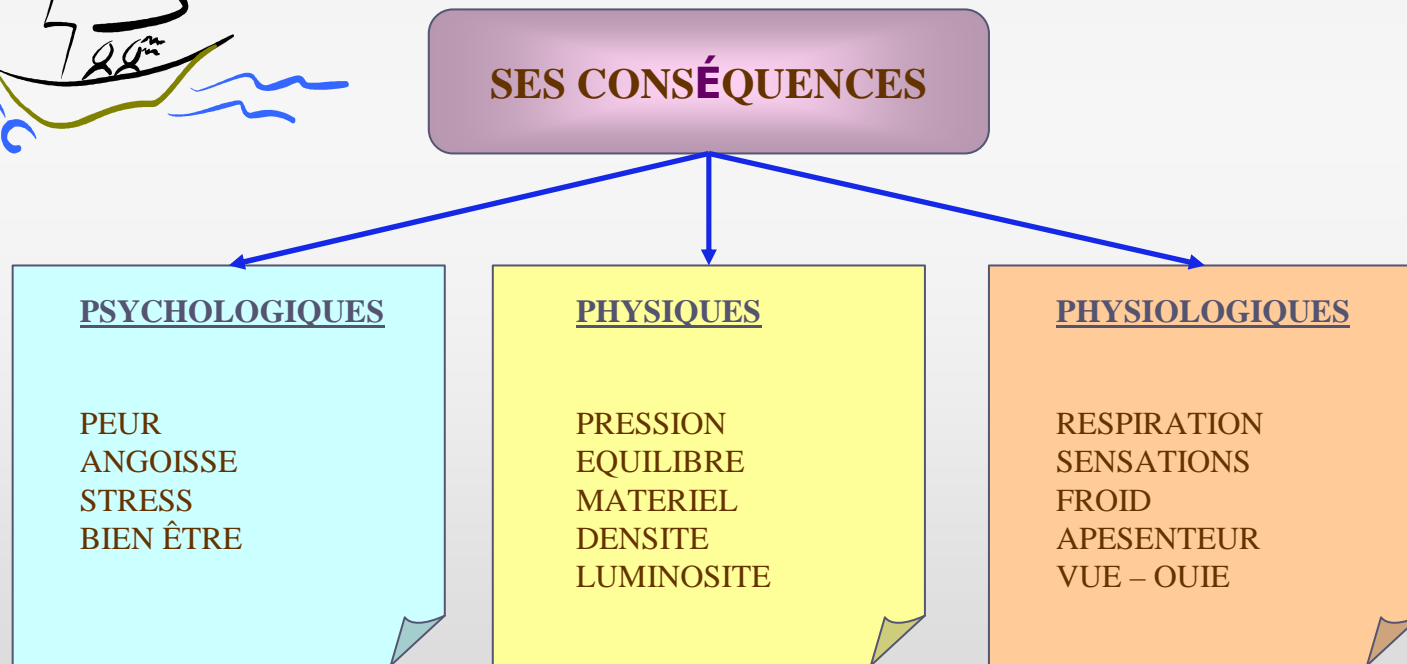 SES CONSÉQUENCES
PSYCHOLOGIQUES
PEUR
ANGOISSE
STRESS
BIEN ÊTRE
PHYSIQUES
PRESSION
EQUILIBRE
MATERIEL
DENSITE
LUMINOSITE
PHYSIOLOGIQUES
RESPIRATION
SENSATIONS
FROID
APESENTEUR
VUE – OUIE